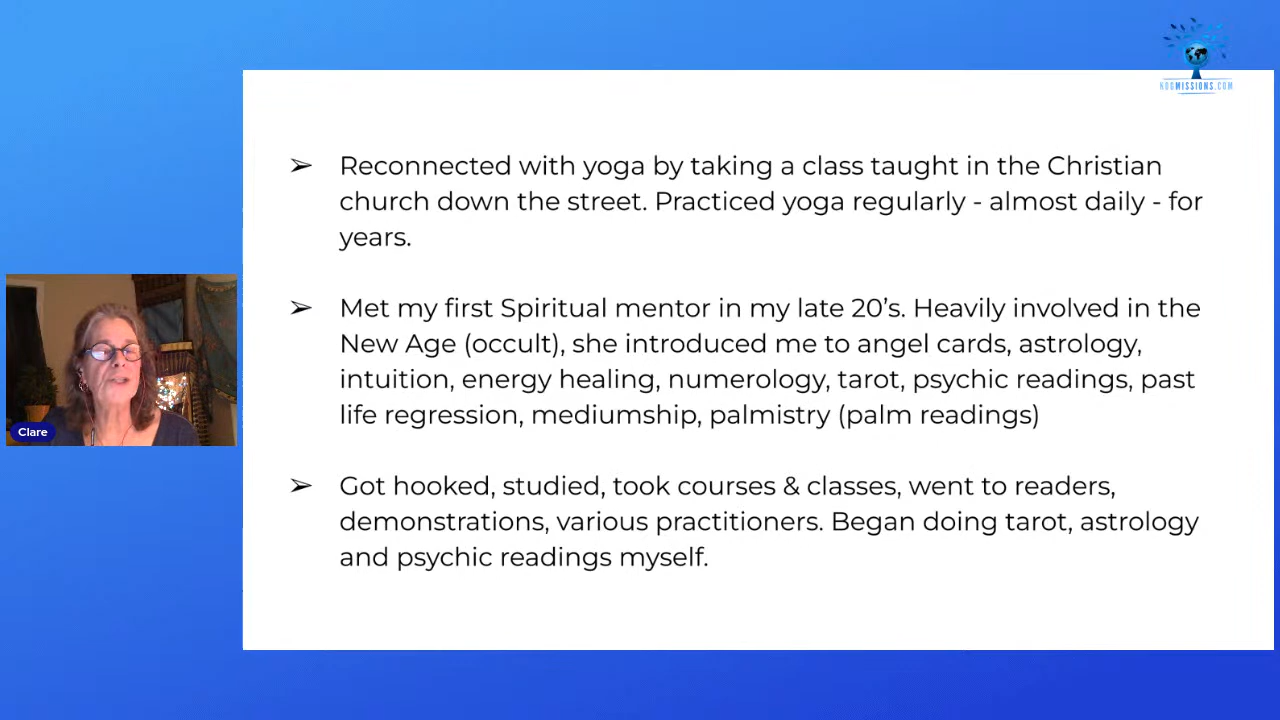 KOGMISSIONS.COM
➢ Reconnected with yoga by taking a class taught in the Christian
church down the street. Practiced yoga regularly - almost daily - for
years.
➢ Met my first Spiritual mentor in my late 20’s. Heavily involved in the
New Age (occult), she introduced me to angel cards, astrology,
intuition, energy healing, numerology, tarot, psychic readings, past
life regression, mediumship, palmistry (palm readings)
➢ Got hooked, studied, took courses & classes, went to readers,
demonstrations, various practitioners. Began doing tarot, astrology
and psychic readings myself.
Clare